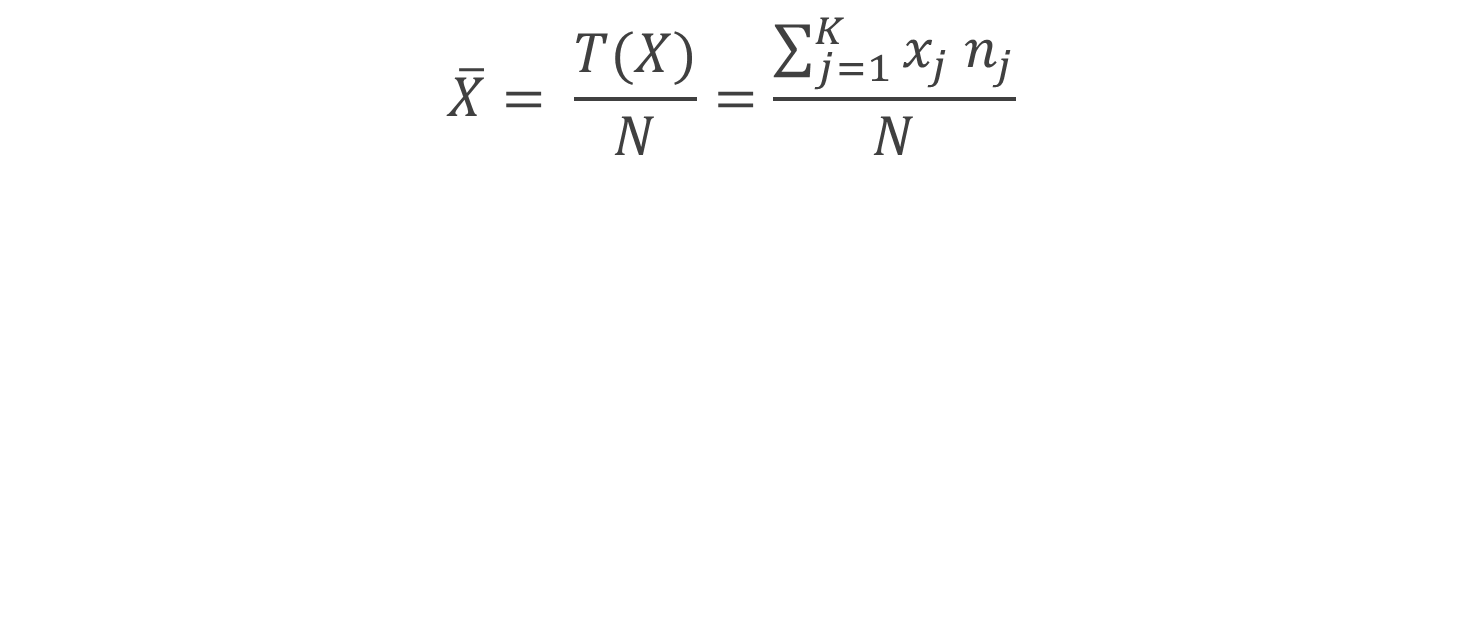 X̄ = T(X)/N = ∑_{j=1}^{K} x_j n_j / N